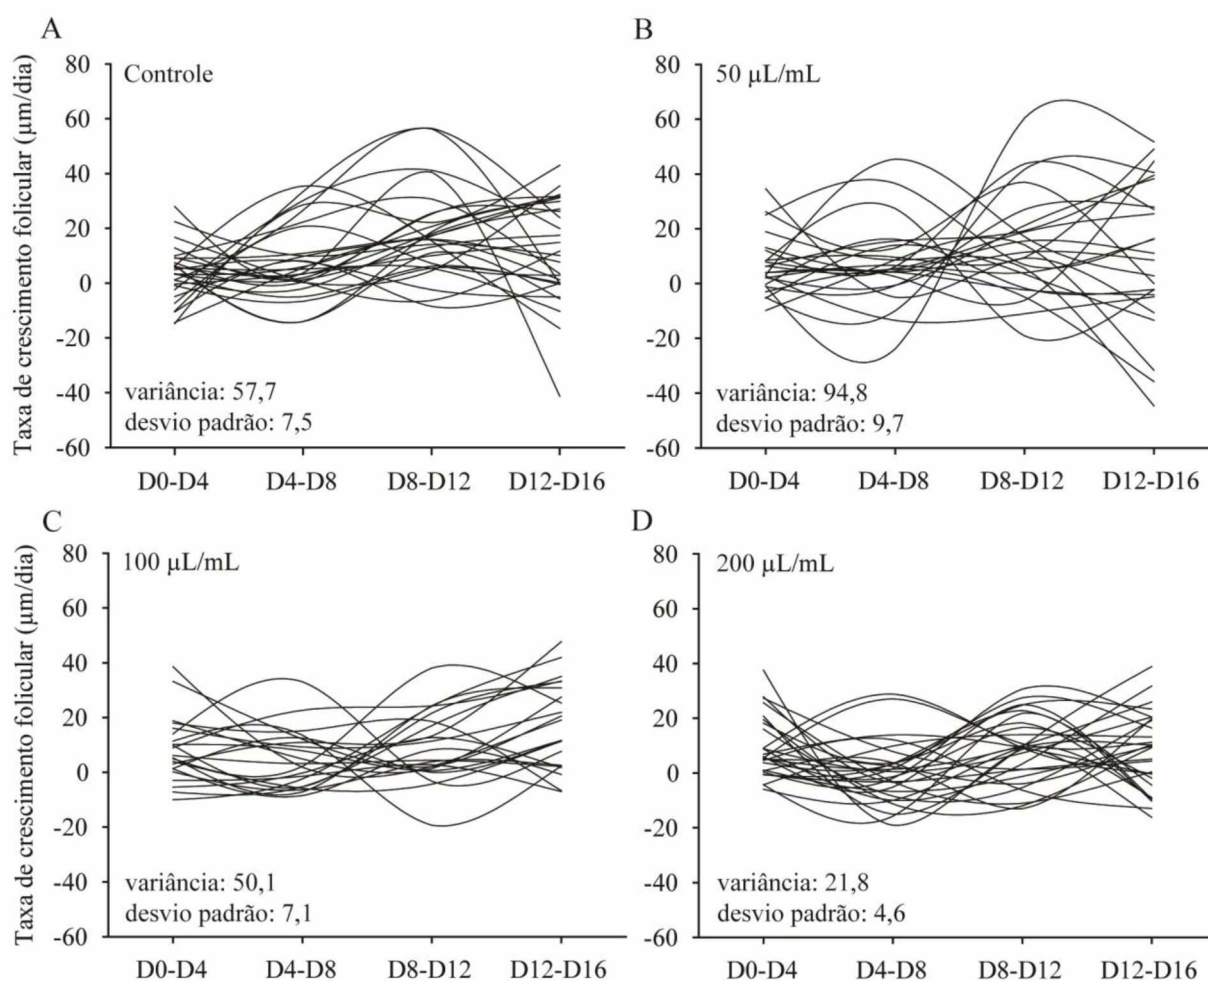 A
Taxa de crescimento folicular (µm/dia)
80
60
40
20
0
-20
-40
-60
Controle
variância: 57,7
desvio padrão: 7,5
D0-D4 D4-D8 D8-D12 D12-D16
B
80
60
40
20
0
-20
-40
-60
50 µL/mL
variância: 94,8
desvio padrão: 9,7
D0-D4 D4-D8 D8-D12 D12-D16
C
Taxa de crescimento folicular (µm/dia)
80
60
40
20
0
-20
-40
-60
100 µL/mL
variância: 50,1
desvio padrão: 7,1
D0-D4 D4-D8 D8-D12 D12-D16
D
80
60
40
20
0
-20
-40
-60
200 µL/mL
variância: 21,8
desvio padrão: 4,6
D0-D4 D4-D8 D8-D12 D12-D16